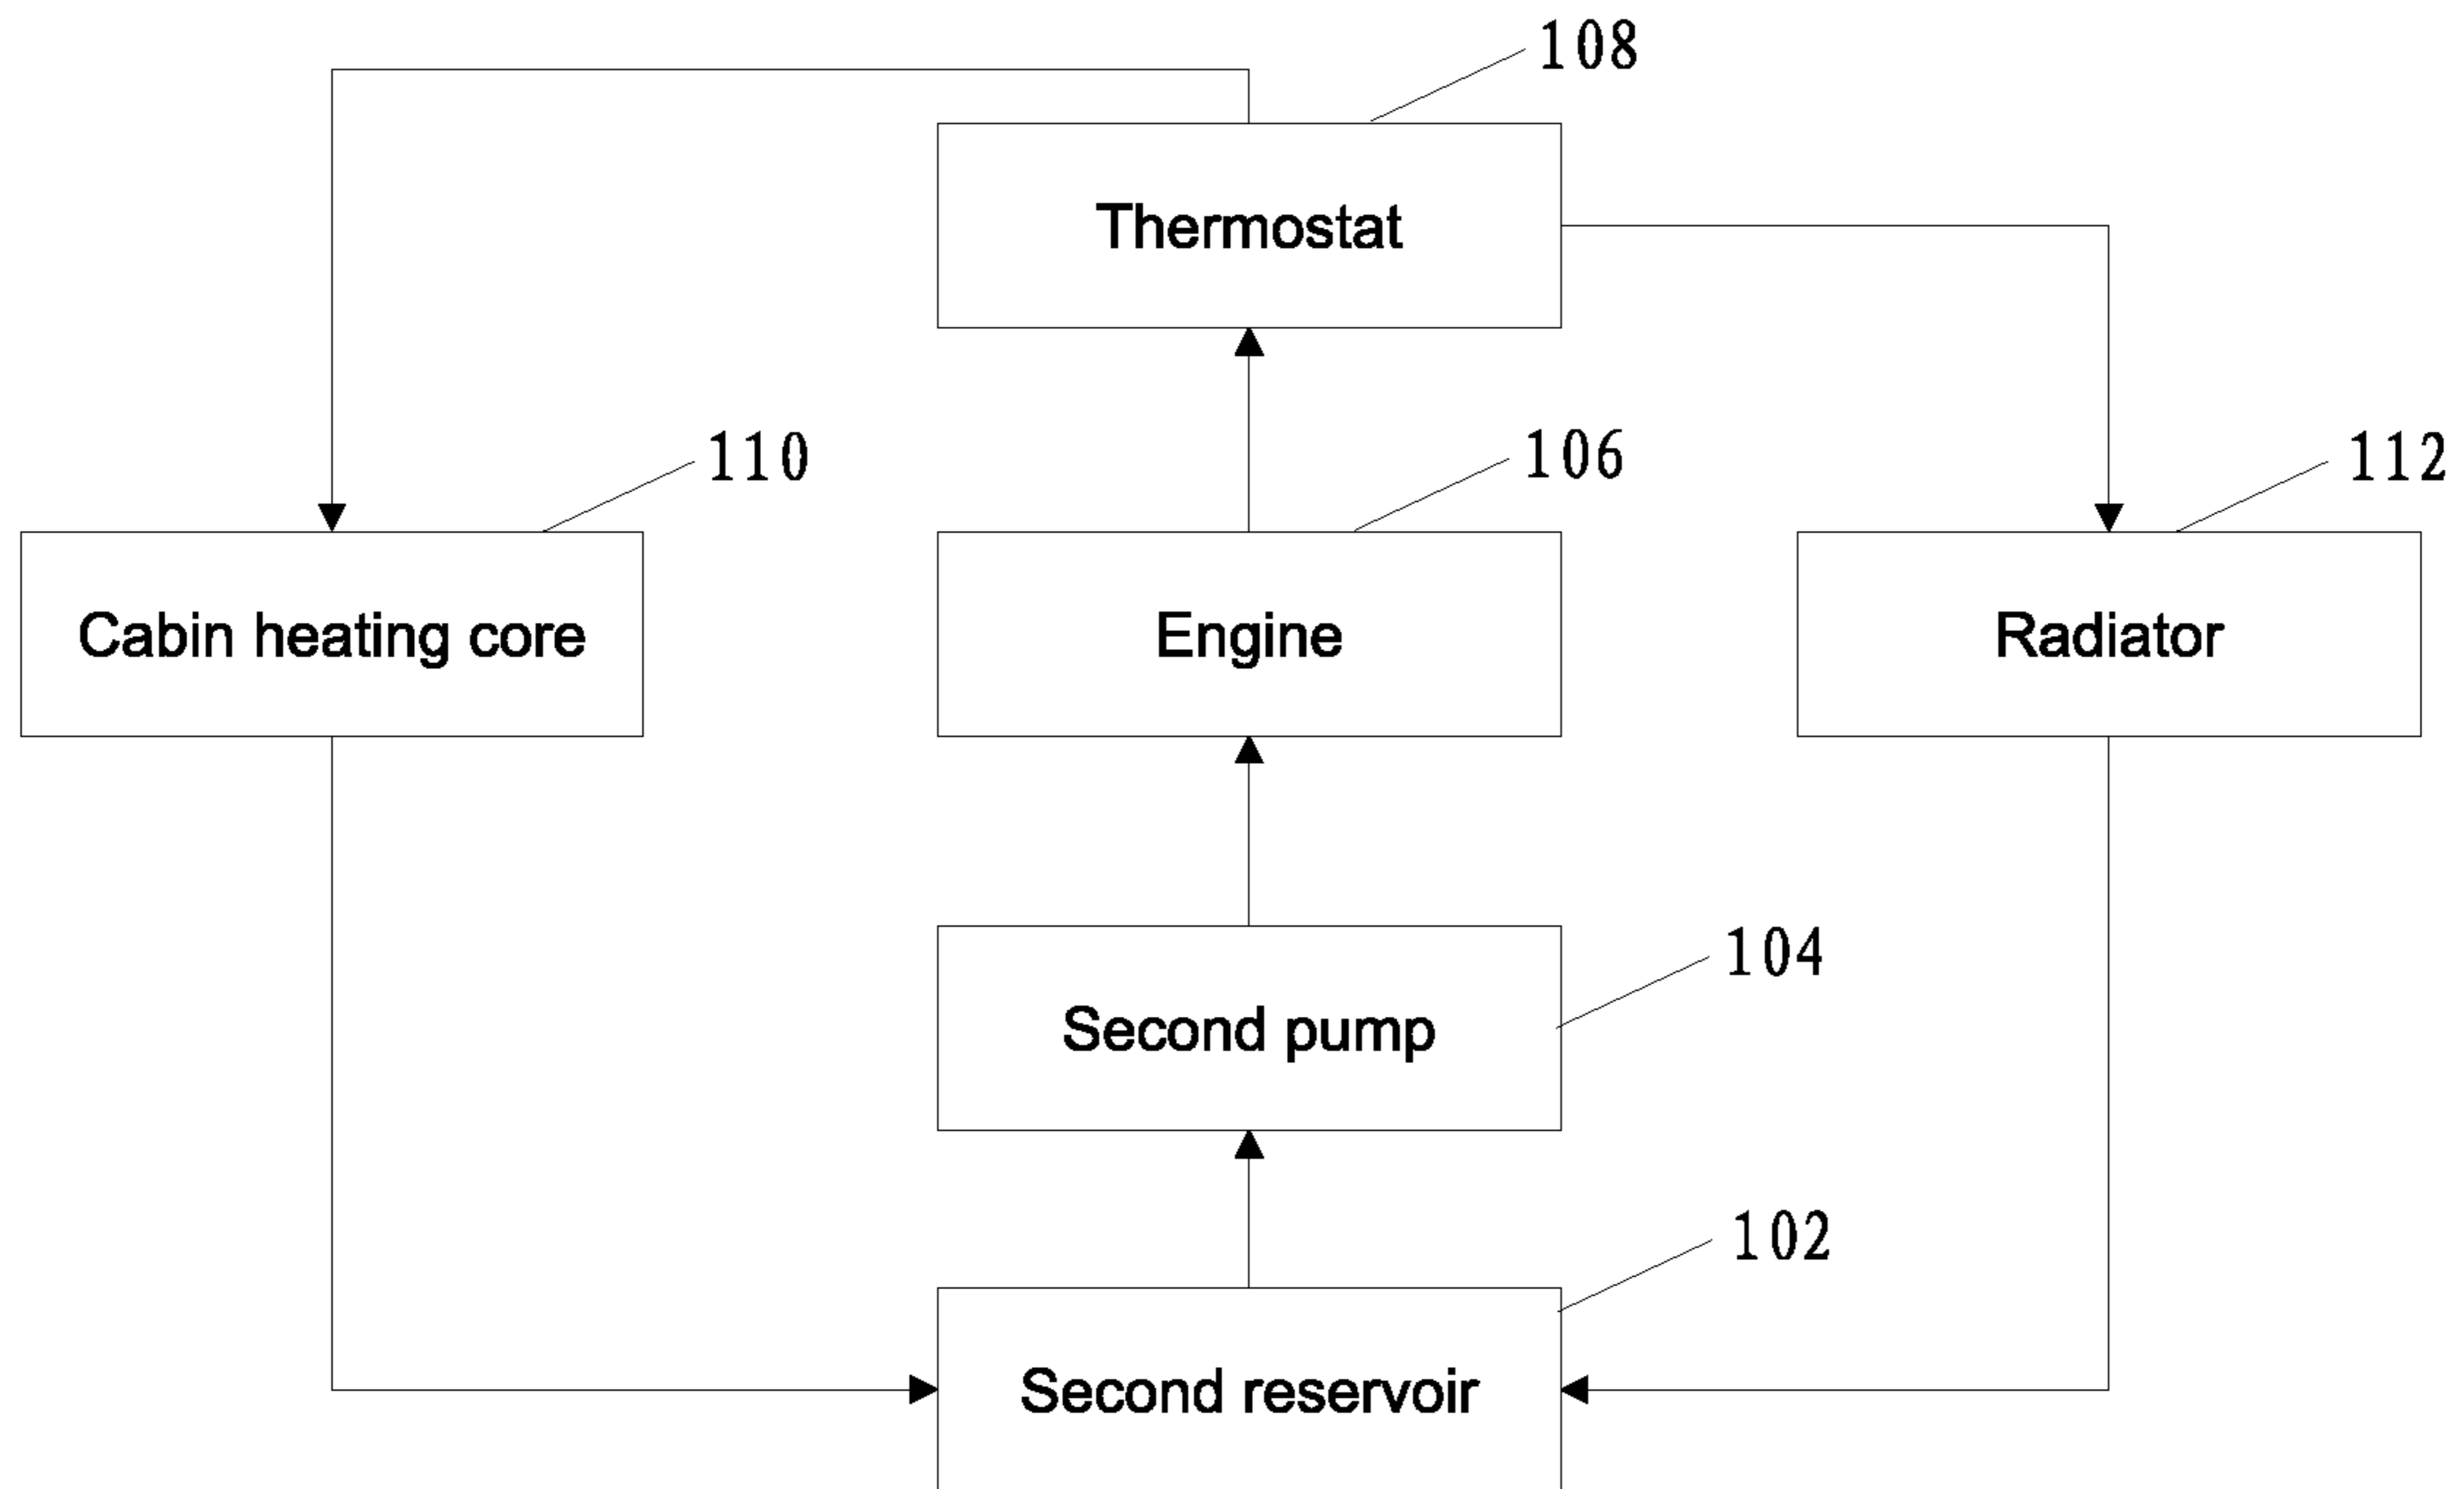 108
Thermostat
110
106
112
Cabin heating core
Engine
Radiator
104
Second pump
102
Second reservoir